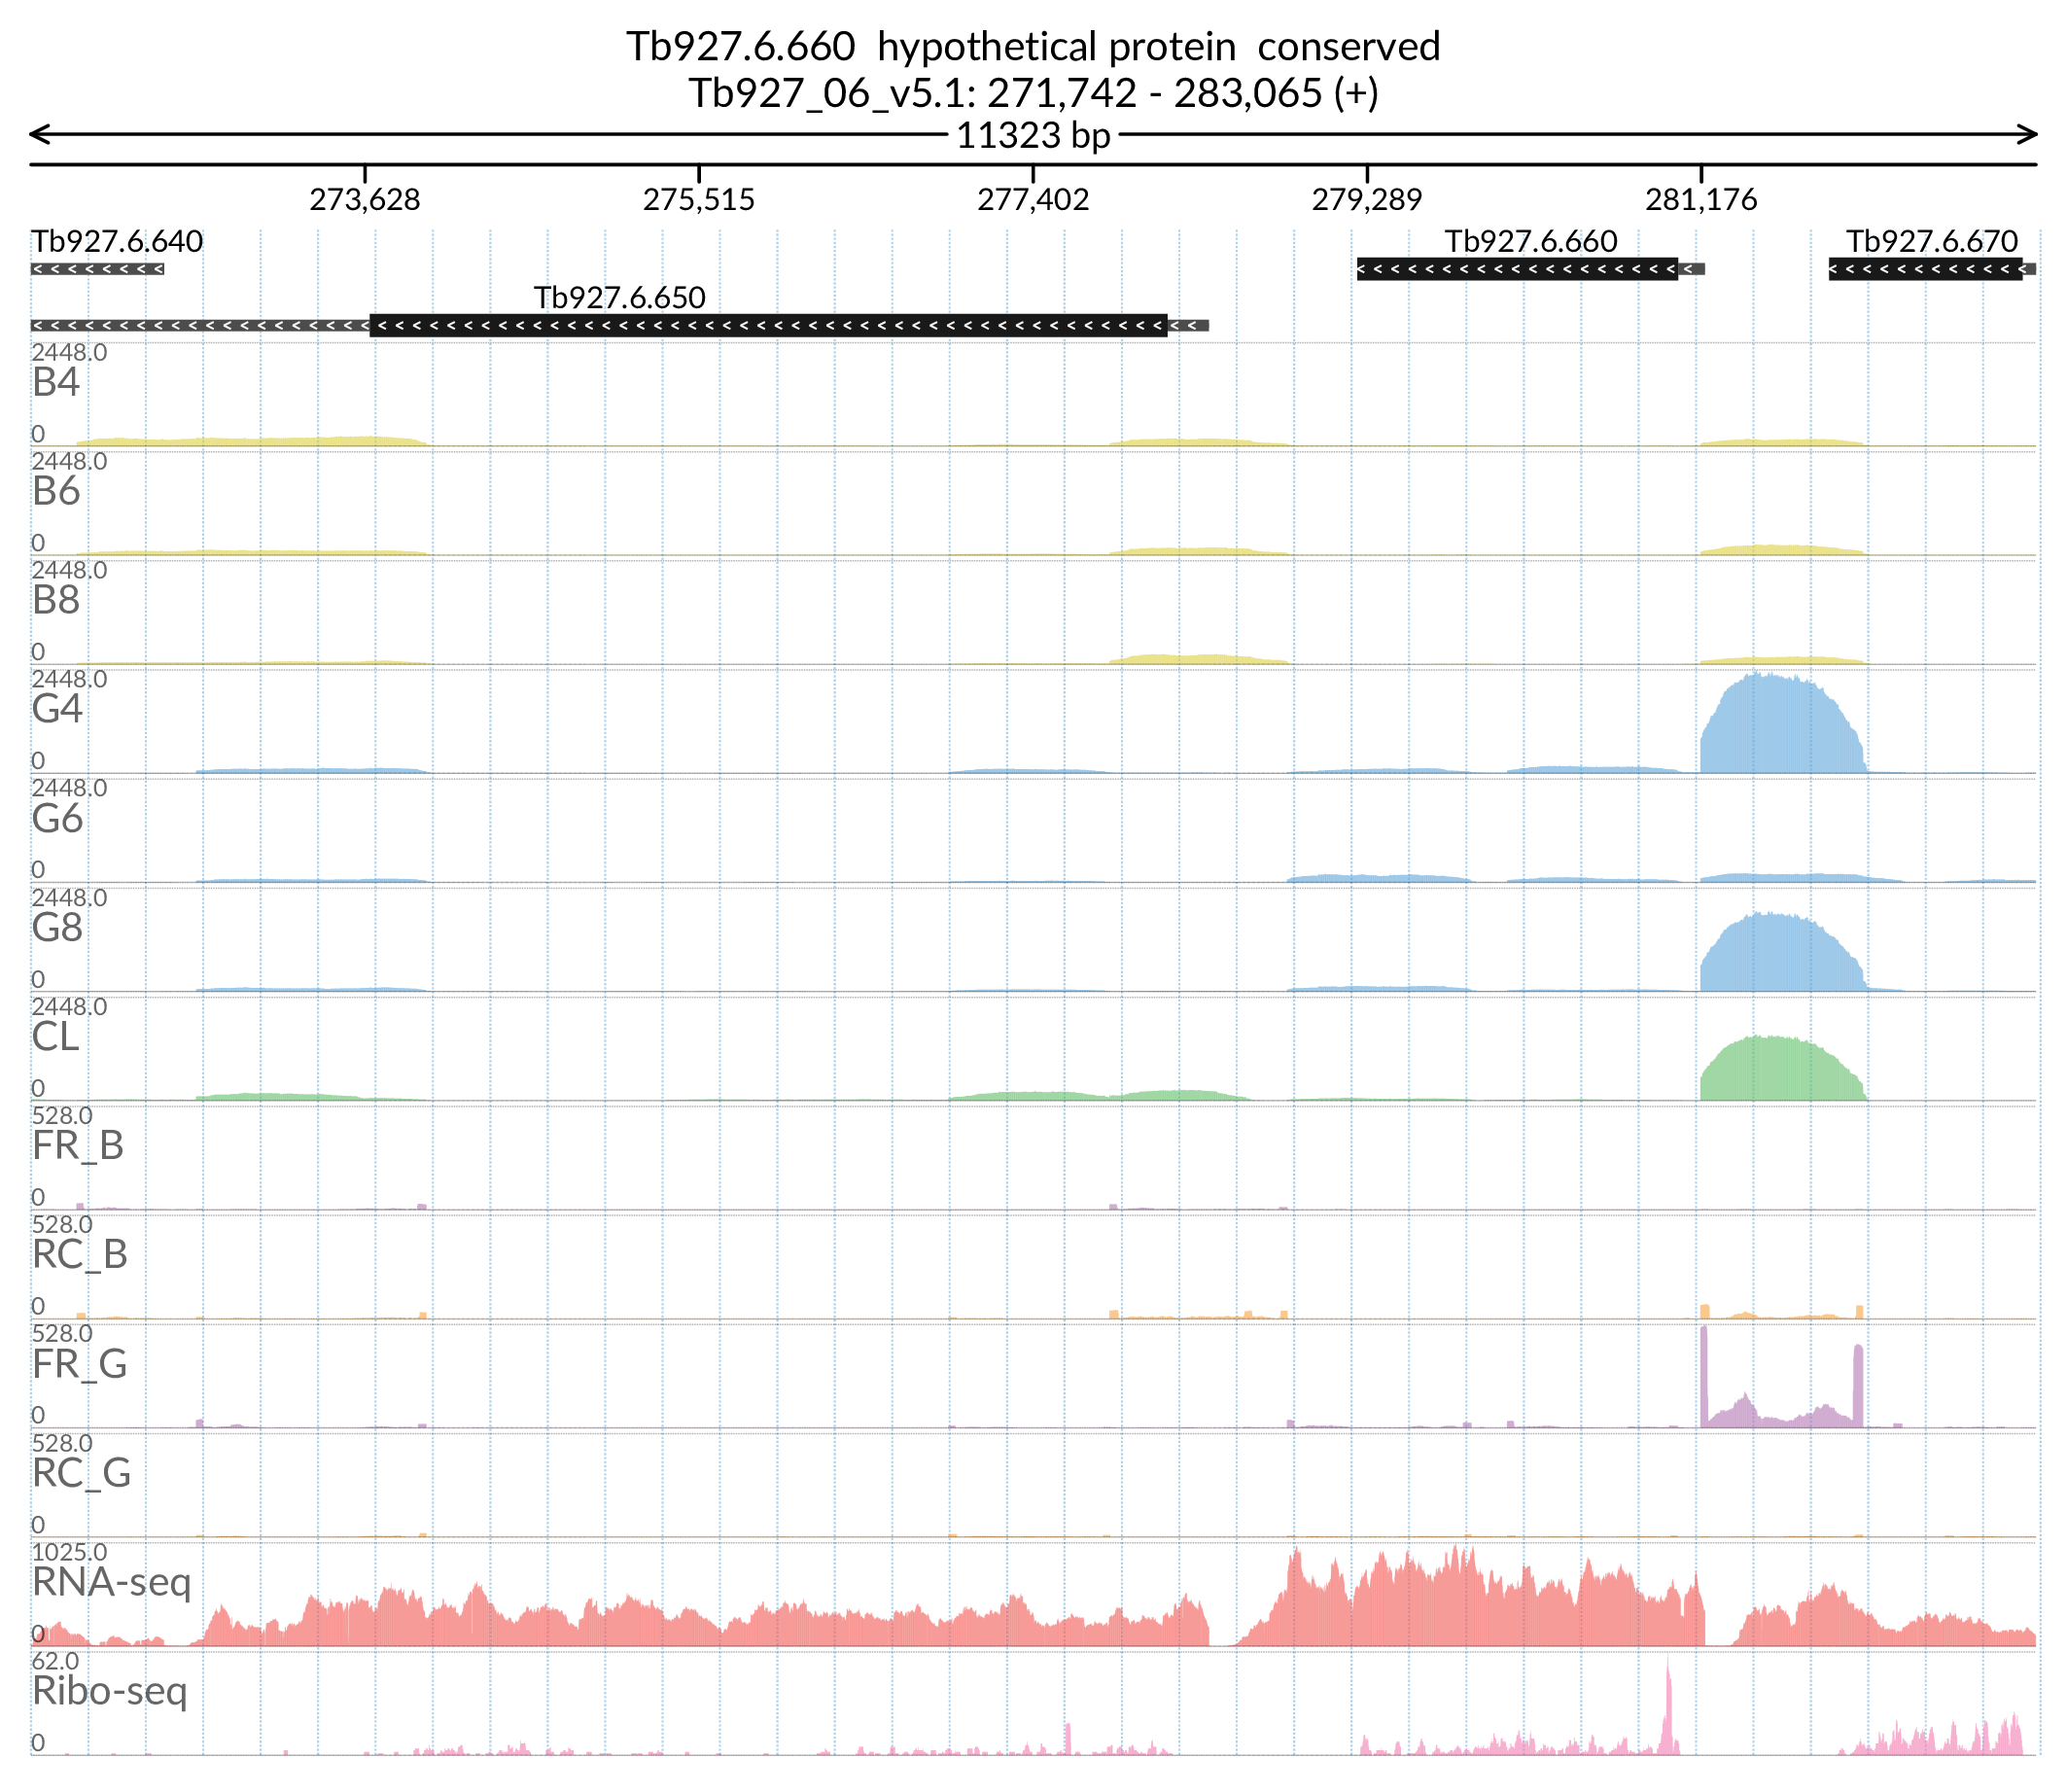 Tb927.6.660  hypothetical protein  conserved
Tb927_06_v5.1: 271,742 - 283,065 (+)
11323 bp
273,628 275,515 277,402 279,289 281,176
Tb927.6.640 Tb927.6.660 Tb927.6.670
Tb927.6.650
2448.0
B4
0
2448.0
B6
0
2448.0
B8
0
2448.0
G4
0
2448.0
G6
0
2448.0
G8
0
2448.0
CL
0
528.0
FR_B
0
528.0
RC_B
0
528.0
FR_G
0
528.0
RC_G
0
1025.0
RNA-seq
0
62.0
Ribo-seq
0